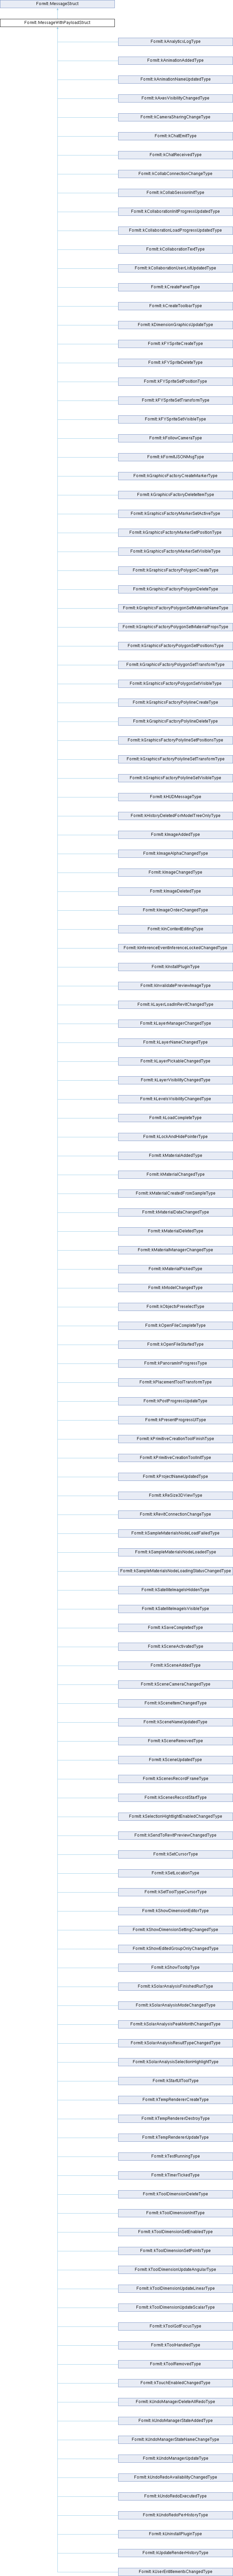 FormIt.MessageStruct
FormIt.MessageWithPayloadStruct
FormIt.kAnalyticsLogType
FormIt.kAnimationAddedType
FormIt.kAnimationNameUpdatedType
FormIt.kAxesVisibilityChangedType
FormIt.kCameraSharingChangeType
FormIt.kChatEndType
FormIt.kChatReceivedType
FormIt.kCollabConnectionChangeType
FormIt.kCollabSessionInitType
FormIt.kCollaborationInitProgressUpdatedType
FormIt.kCollaborationLoadProgressUpdatedType
FormIt.kCollaborationTextType
FormIt.kCollaborationUserListUpdatedType
FormIt.kCreatePanelType
FormIt.kCreateToolbarType
FormIt.kDimensionGraphicsUpdateType
FormIt.kFYSpriteCreateType
FormIt.kFYSpriteDeleteType
FormIt.kFYSpriteSetPositionType
FormIt.kFYSpriteSetTransformType
FormIt.kFYSpriteSetVisibleType
FormIt.kFollowCameraType
FormIt.kFormItJSONMsgType
FormIt.kGraphicsFactoryCreateMarkerType
FormIt.kGraphicsFactoryDeleteItemType
FormIt.kGraphicsFactoryMarkerSetActiveType
FormIt.kGraphicsFactoryMarkerSetPositionType
FormIt.kGraphicsFactoryMarkerSetVisibleType
FormIt.kGraphicsFactoryPolygonCreateType
FormIt.kGraphicsFactoryPolygonDeleteType
FormIt.kGraphicsFactoryPolygonSetMaterialNameType
FormIt.kGraphicsFactoryPolygonSetMaterialPropsType
FormIt.kGraphicsFactoryPolygonSetPositionsType
FormIt.kGraphicsFactoryPolygonSetTransformType
FormIt.kGraphicsFactoryPolygonSetVisibleType
FormIt.kGraphicsFactoryPolylineCreateType
FormIt.kGraphicsFactoryPolylineDeleteType
FormIt.kGraphicsFactoryPolylineSetPositionsType
FormIt.kGraphicsFactoryPolylineSetTransformType
FormIt.kGraphicsFactoryPolylineSetVisibleType
FormIt.kHUDMessageType
FormIt.kHistoryDeletedForModelTreeOnlyType
FormIt.kImageAddedType
FormIt.kImageAlphaChangedType
FormIt.kImageChangedType
FormIt.kImageDeletedType
FormIt.kImageOrderChangedType
FormIt.kInContextEditingType
FormIt.kInferenceEventInferenceLockedChangedType
FormIt.kInstallPluginType
FormIt.kInvalidatePreviewImageType
FormIt.kLayerLoadInRevitChangedType
FormIt.kLayerManagerChangedType
FormIt.kLayerNameChangedType
FormIt.kLayerPickableChangedType
FormIt.kLayerVisibilityChangedType
FormIt.kLevelsVisibilityChangedType
FormIt.kLoadCompleteType
FormIt.kLockAndHidePointerType
FormIt.kMaterialAddedType
FormIt.kMaterialChangedType
FormIt.kMaterialCreatedFromSampleType
FormIt.kMaterialDataChangedType
FormIt.kMaterialDeletedType
FormIt.kMaterialManagerChangedType
FormIt.kMaterialPickedType
FormIt.kModelChangedType
FormIt.kObjectsPreselectType
FormIt.kOpenFileCompleteType
FormIt.kOpenFileStartedType
FormIt.kPanoramInProgressType
FormIt.kPlacementToolTransformType
FormIt.kPostProgressUpdateType
FormIt.kPresentProgressUIType
FormIt.kPrimitiveCreationToolFinishType
FormIt.kPrimitiveCreationToolInitType
FormIt.kProjectNameUpdatedType
FormIt.kReSize3DViewType
FormIt.kRevitConnectionChangeType
FormIt.kSampleMaterialsNodeLoadFailedType
FormIt.kSampleMaterialsNodeLoadedType
FormIt.kSampleMaterialsNodeLoadingStatusChangedType
FormIt.kSatelliteImageIsHiddenType
FormIt.kSatelliteImageIsVisibleType
FormIt.kSaveCompletedType
FormIt.kSceneActivatedType
FormIt.kSceneAddedType
FormIt.kSceneCameraChangedType
FormIt.kSceneItemChangedType
FormIt.kSceneNameUpdatedType
FormIt.kSceneRemovedType
FormIt.kSceneUpdatedType
FormIt.kScenesRecordFrameType
FormIt.kScenesRecordStartType
FormIt.kSelectionHighlightEnabledChangedType
FormIt.kSendToRevitPreviewChangedType
FormIt.kSetCursorType
FormIt.kSetLocationType
FormIt.kSetToolTypeCursorType
FormIt.kShowDimensionEditorType
FormIt.kShowDimensionSettingChangedType
FormIt.kShowEditedGroupOnlyChangedType
FormIt.kShowTooltipType
FormIt.kSolarAnalysisFinishedRunType
FormIt.kSolarAnalysisModeChangedType
FormIt.kSolarAnalysisPeakMonthChangedType
FormIt.kSolarAnalysisResultTypeChangedType
FormIt.kSolarAnalysisSelectionHighlightType
FormIt.kStartUIToolType
FormIt.kTempRendererCreateType
FormIt.kTempRendererDestroyType
FormIt.kTempRendererUpdateType
FormIt.kTestRunningType
FormIt.kTimerTickedType
FormIt.kToolDimensionDeleteType
FormIt.kToolDimensionInitType
FormIt.kToolDimensionSetEnabledType
FormIt.kToolDimensionSetPointsType
FormIt.kToolDimensionUpdateAngularType
FormIt.kToolDimensionUpdateLinearType
FormIt.kToolDimensionUpdateScalarType
FormIt.kToolGotFocusType
FormIt.kToolHandledType
FormIt.kToolRemovedType
FormIt.kTouchEnabledChangedType
FormIt.kUndoManagerDeleteAllRedoType
FormIt.kUndoManagerStateAddedType
FormIt.kUndoManagerStateNameChangeType
FormIt.kUndoManagerUpdateType
FormIt.kUndoRedoAvailabilityChangedType
FormIt.kUndoRedoExecutedType
FormIt.kUndoRedoPerHistoryType
FormIt.kUninstallPluginType
FormIt.kUpdateRenderHistoryType
FormIt.kUserEntitlementsChangedType